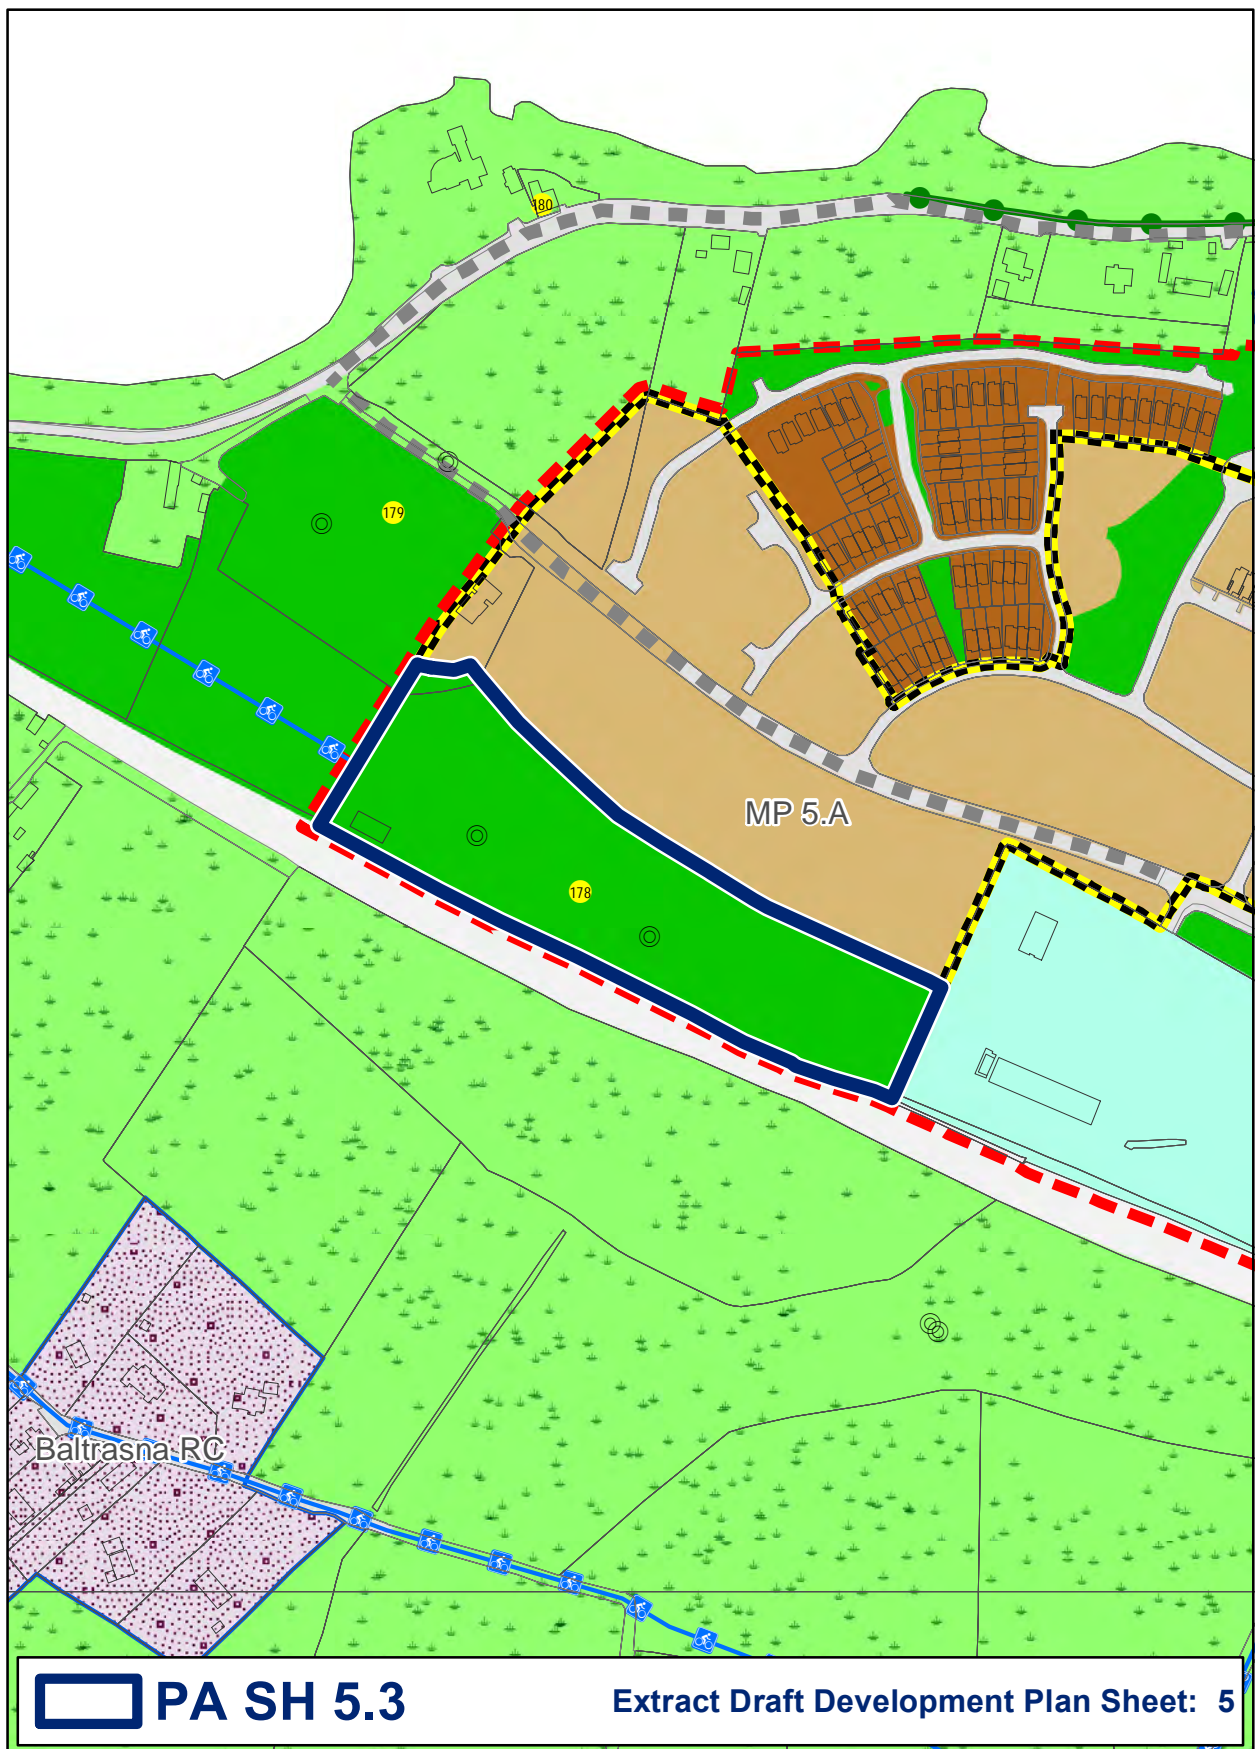 180
179
MP 5.A
178
Baltrasna RC
PA SH 5.3
Extract Draft Development Plan Sheet: 5